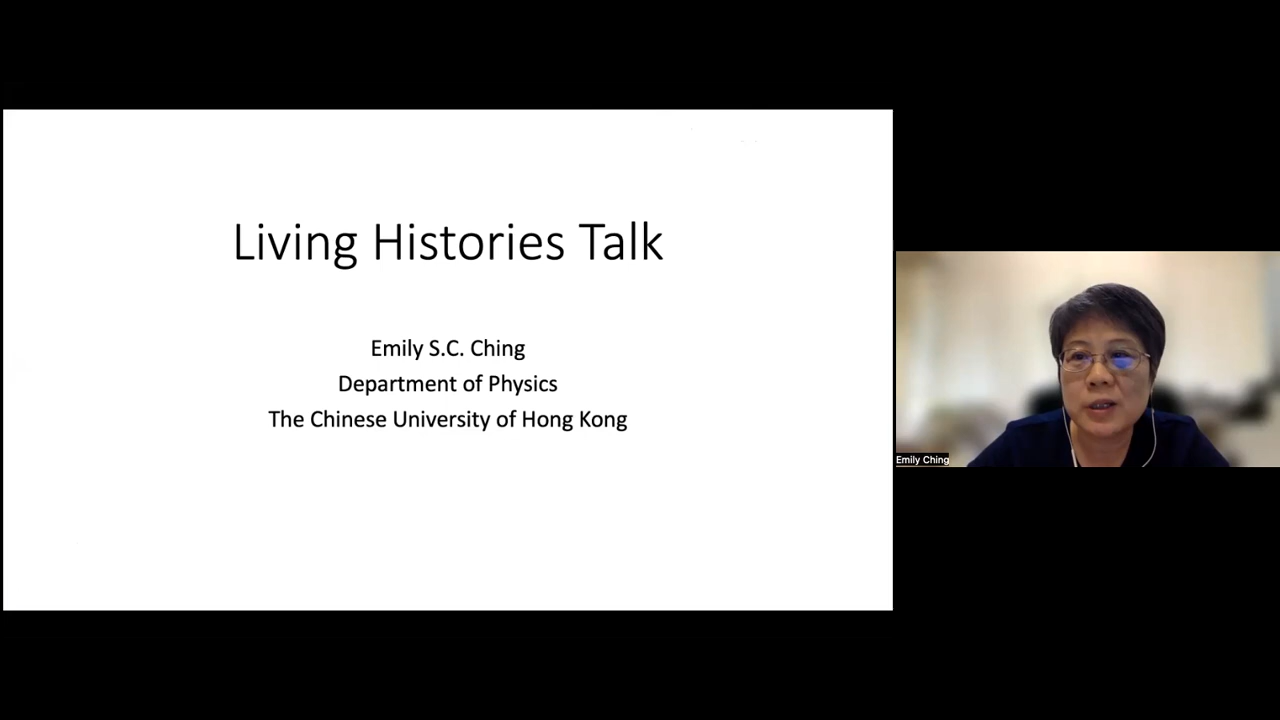 Living Histories Talk
Emily S.C. Ching
Department of Physics
The Chinese University of Hong Kong
Emily Ching